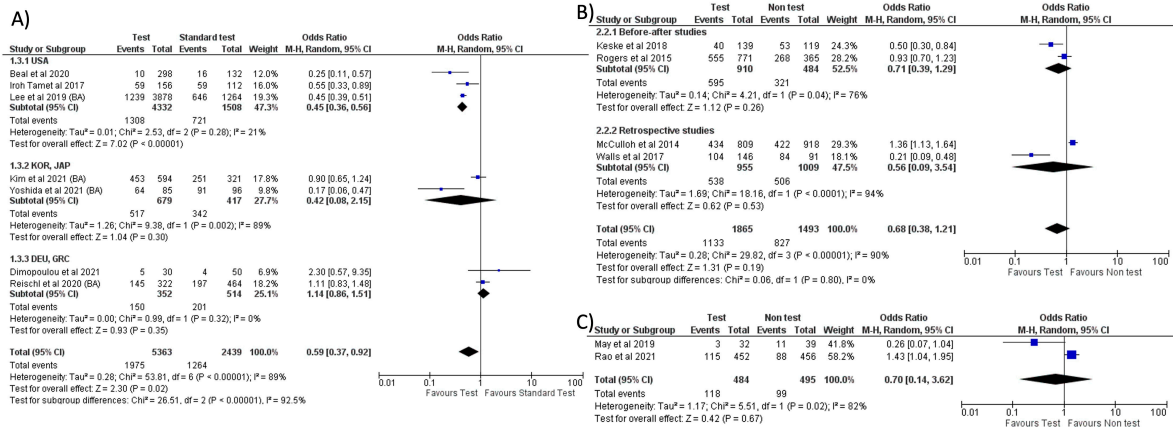 A)
Test Standard test Odds Ratio Odds Ratio
Study or Subgroup Events Total Events Total Weight M-H, Random, 95% CI M-H, Random, 95% CI
1.3.1 USA
Beal et al 2020 10 298 16 132 12.0% 0.25 [0.11, 0.57]
Iroh Tamet 2017 59 156 59 112 15.0% 0.55 [0.33, 0.89]
Lee et al 2019 (BA) 1239 3878 646 1264 20.4% 0.45 [0.39, 0.51]
Subtotal (95% CI) 4332 1508 47.3% 0.45 [0.36, 0.56]
Total events 1308 721
Heterogeneity: Tau² = 0.01; Chi² = 2.53, df = 2 (P = 0.28); I² = 21%
Test for overall effect: Z = 7.02 (P < 0.00001)
1.3.2 KOR, JAP
Kim et al 2021 (BA) 453 594 251 321 17.8% 0.90 [0.65, 1.24]
Yoshida et al 2021 (BA) 64 85 91 96 9.9% 0.17 [0.06, 0.47]
Subtotal (95% CI) 679 417 27.7% 0.42 [0.08, 2.15]
Total events 517 342
Heterogeneity: Tau² = 1.26; Chi² = 9.38, df = 1 (P = 0.002); I² = 89%
Test for overall effect: Z = 1.04 (P = 0.30)
1.3.3 DEU, GRC
Dimopoulou et al 2021 5 30 4 50 6.9% 2.30 [0.57, 9.35]
Reischl et al 2020 (BA) 145 322 197 464 18.2% 1.11 [0.83, 1.48]
Subtotal (95% CI) 352 514 25.1% 1.14 [0.86, 1.51]
Total events 150 201
Heterogeneity: Tau² = 0.00; Chi² = 0.99, df = 1 (P = 0.32); I² = 0%
Test for overall effect: Z = 0.93 (P = 0.35)
Total (95% CI) 5363 2439 100.0% 0.59 [0.37, 0.92]
Total events 1975 1264
Heterogeneity: Tau² = 0.28; Chi² = 53.81, df = 6 (P < 0.00001); I² = 89%
Test for overall effect: Z = 2.30 (P = 0.02)
Test for subgroup differences: Chi² = 26.51, df = 2 (P < 0.00001), I² = 92.5%
0.01 0.1 1 10 100
Favours Test Favours Standard Test
B)
Test Non test Odds Ratio Odds Ratio
Study or Subgroup Events Total Events Total Weight M-H, Random, 95% CI M-H, Random, 95% CI
2.2.1 Before-after studies
Keske et al 2018 40 139 53 119 24.3% 0.50 [0.30, 0.84]
Rogers et al 2015 555 771 268 365 28.2% 0.93 [0.70, 1.23]
Subtotal (95% CI) 910 484 52.5% 0.71 [0.39, 1.29]
Total events 595 321
Heterogeneity: Tau² = 0.14; Chi² = 4.21, df = 1 (P = 0.04); I² = 76%
Test for overall effect: Z = 1.12 (P = 0.26)
2.2.2 Retrospective studies
McCulloh et al 2014 434 809 422 918 29.3% 1.36 [1.13, 1.64]
Walls et al 2017 104 146 84 91 18.1% 0.21 [0.09, 0.48]
Subtotal (95% CI) 955 1009 47.5% 0.56 [0.09, 3.54]
Total events 538 506
Heterogeneity: Tau² = 1.69; Chi² = 18.16, df = 1 (P < 0.0001); I² = 94%
Test for overall effect: Z = 0.62 (P = 0.53)
Total (95% CI) 1865 1493 100.0% 0.68 [0.38, 1.21]
Total events 1133 827
Heterogeneity: Tau² = 0.28; Chi² = 29.82, df = 3 (P < 0.00001); I² = 90%
Test for overall effect: Z = 1.31 (P = 0.19)
Test for subgroup differences: Chi² = 0.06, df = 1 (P = 0.80), I² = 0%
0.01 0.1 1 10 100
Favours Test Favours Non test
C)
Test Non test Odds Ratio Odds Ratio
Study or Subgroup Events Total Events Total Weight M-H, Random, 95% CI M-H, Random, 95% CI
May et al 2019 3 32 11 39 41.8% 0.26 [0.07, 1.04]
Rao et al 2021 115 452 88 456 58.2% 1.43 [1.04, 1.95]
Total (95% CI) 484 495 100.0% 0.70 [0.14, 3.62]
Total events 118 99
Heterogeneity: Tau² = 1.17; Chi² = 5.51, df = 1 (P = 0.02); I² = 82%
Test for overall effect: Z = 0.42 (P = 0.67)
0.01 0.1 1 10 100
Favours Test Favours Non test